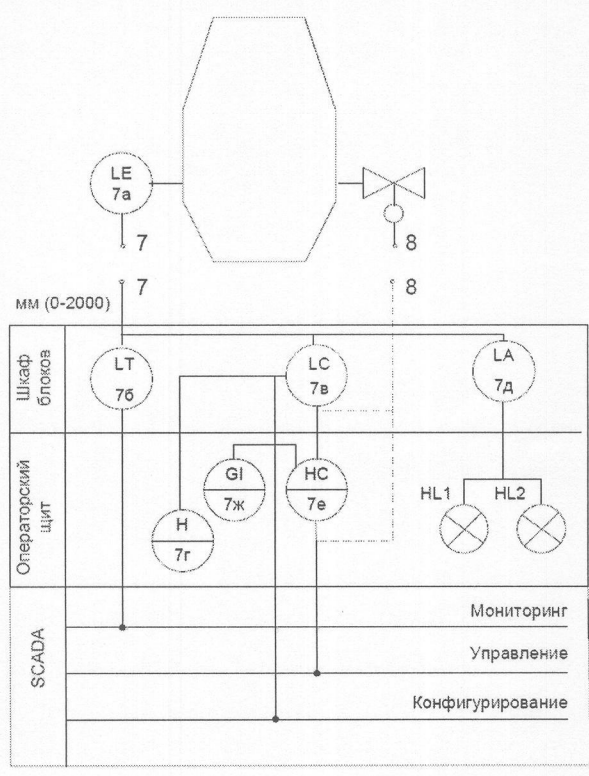 LE
7а
7
8
7
8
мм (0-2000)
Шкаф
блоков
LT
7б
LC
7в
LA
7д
Операторский
щит
GI
7ж
HC
7е
HL1
HL2
H
7г
SCADA
Мониторинг
Управление
Конфигурирование